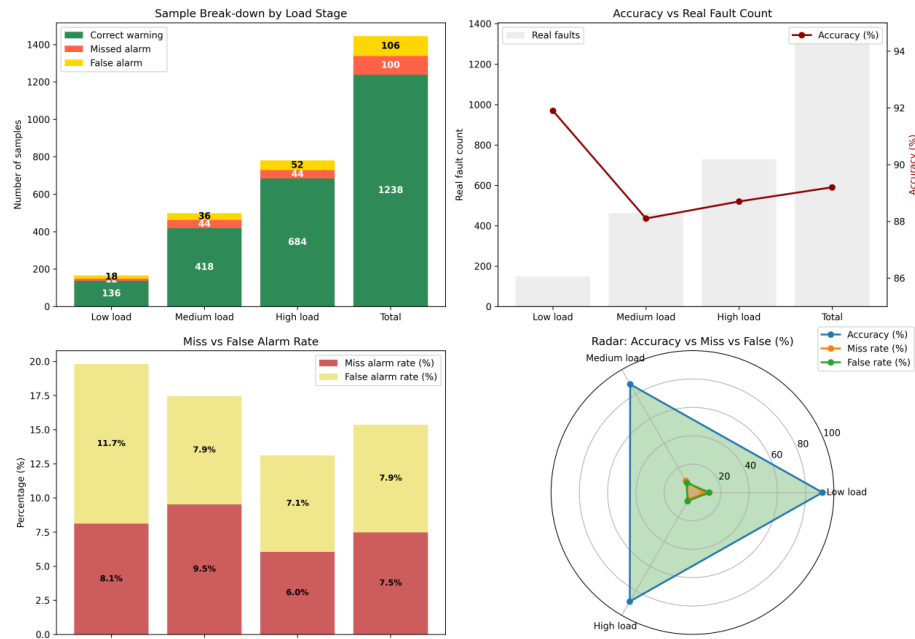 Sample Break-down by Load Stage
Correct warning
Missed alarm
False alarm
Number of samples
1400
1200
1000
800
600
400
200
0
18
136
36
44
418
52
44
684
106
100
1238
Low load
Medium load
High load
Total
Accuracy vs Real Fault Count
Real faults
Accuracy (%)
Real fault count
1400
1200
1000
800
600
400
200
0
94
92
90
88
86
Accuracy (%)
Low load
Medium load
High load
Total
Miss vs False Alarm Rate
Miss alarm rate (%)
False alarm rate (%)
Percentage (%)
20.0
17.5
15.0
12.5
10.0
7.5
5.0
2.5
0.0
11.7%
7.9%
7.1%
7.9%
8.1%
9.5%
6.0%
7.5%
Radar: Accuracy vs Miss vs False (%)
Accuracy (%)
Miss rate (%)
False rate (%)
Medium load
100
80
60
40
20
Low load
High load